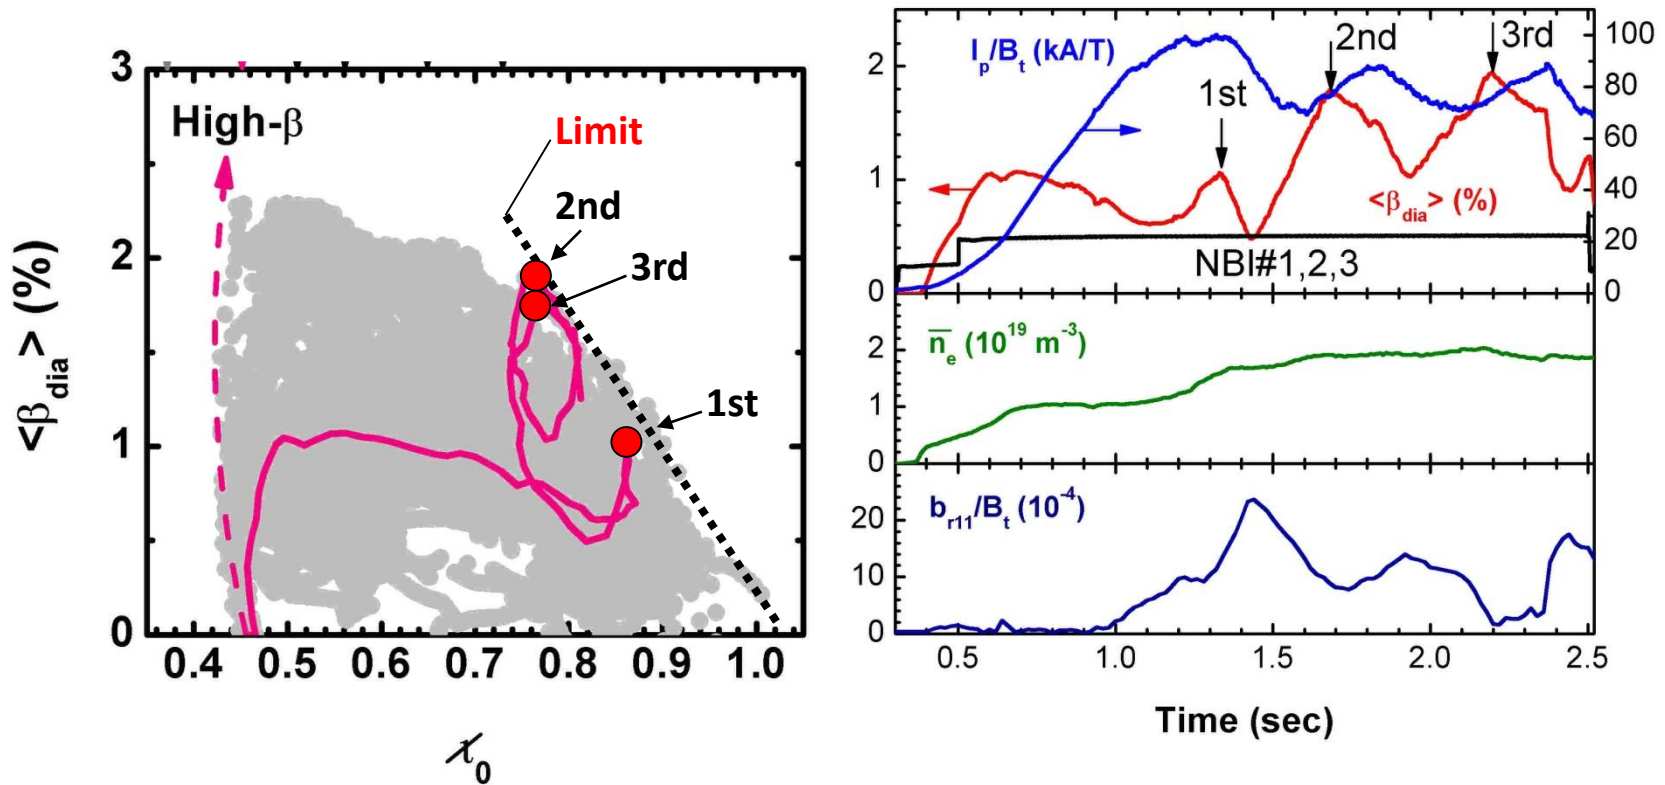 High-β
Limit
2nd
3rd
1st
<β_dia> (%)
3
2
1
0
0.4 0.5 0.6 0.7 0.8 0.9 1.0
ɩ_0
I_p/B_t (kA/T)
1st
2nd
3rd
<β_dia> (%)
NBI#1,2,3
2
1
0
100
80
60
40
20
0
n̅_e (10^19 m^-3)
2
1
0
b_r11/B_t (10^-4)
20
10
0
0.5 1.0 1.5 2.0 2.5
Time (sec)